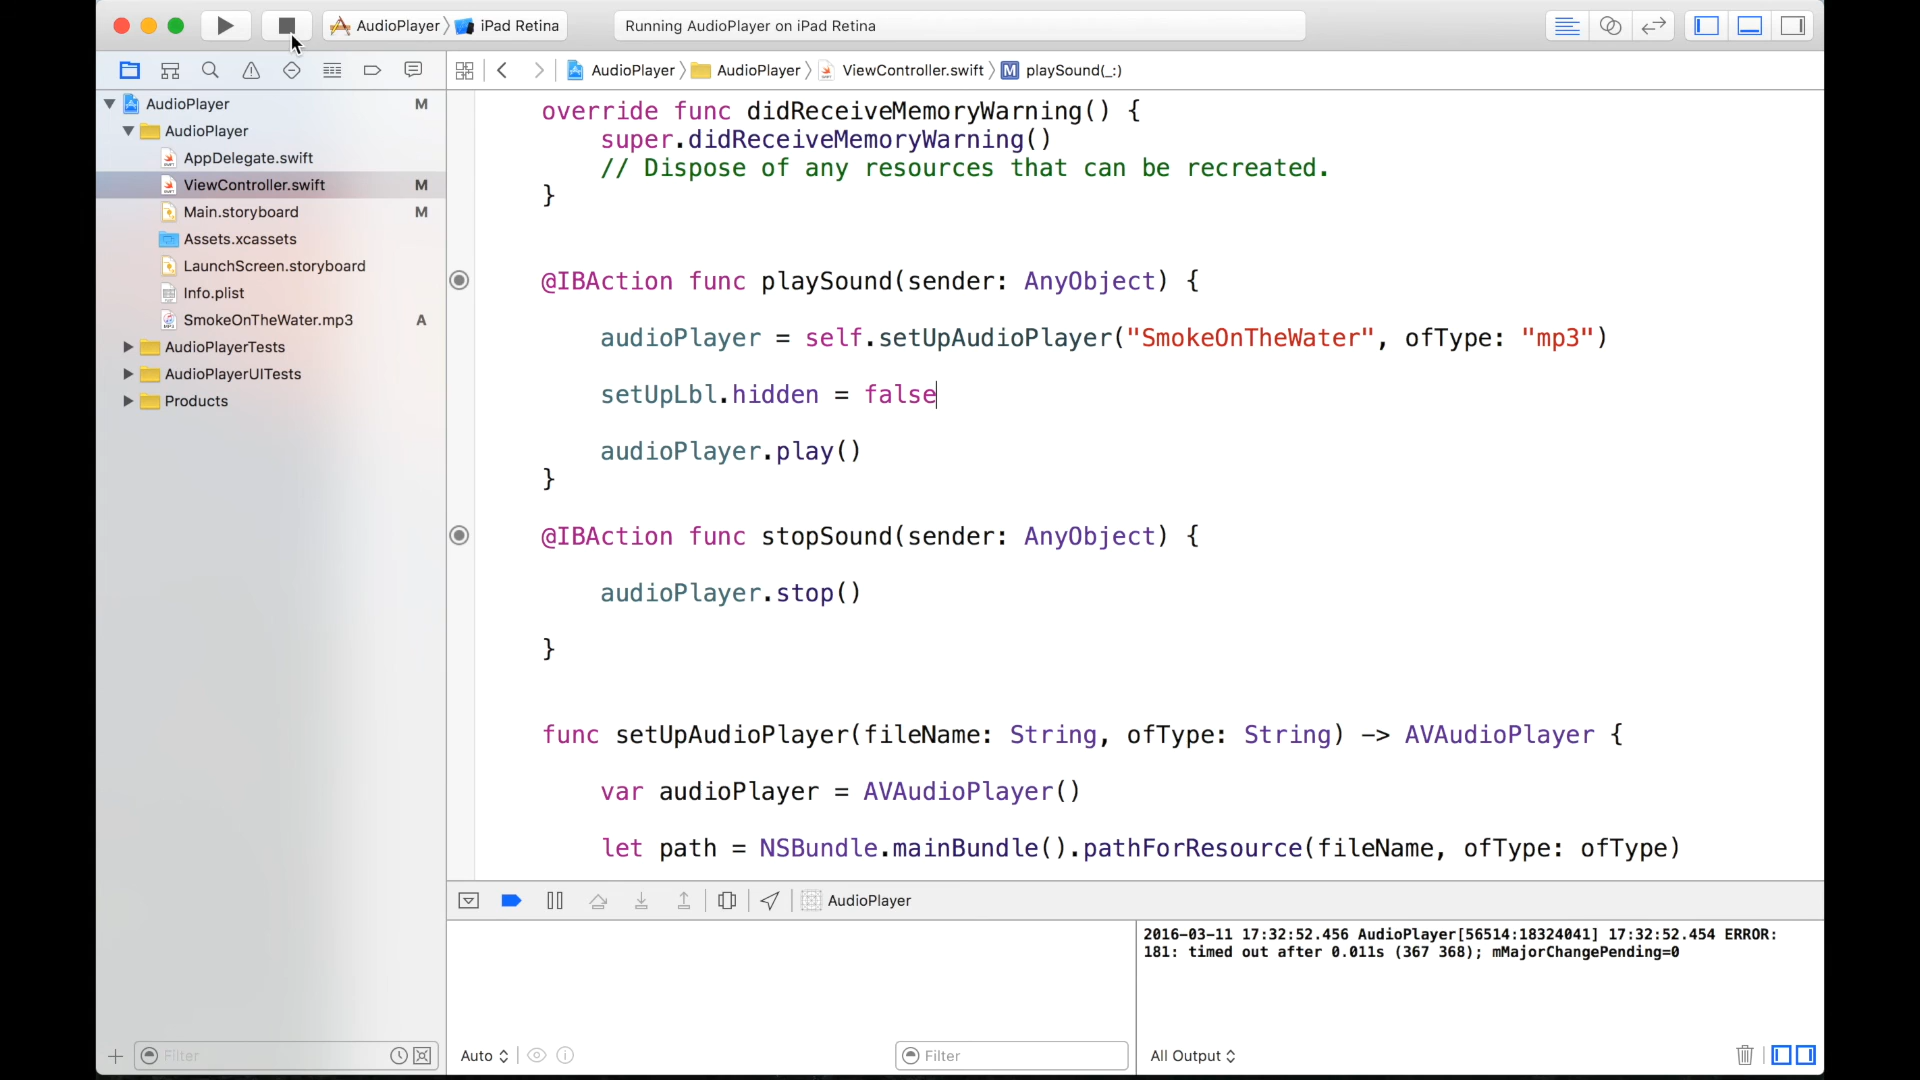 AudioPlayer iPad Retina Running AudioPlayer on iPad Retina
AudioPlayer AudioPlayer ViewController.swift M playSound(_:)
AudioPlayer M
AudioPlayer
AppDelegate.swift
ViewController.swift M
Main.storyboard M
Assets.xcassets
LaunchScreen.storyboard
Info.plist
SmokeOnTheWater.mp3 A
AudioPlayerTests
AudioPlayerUITests
Products
override func didReceiveMemoryWarning() {
super.didReceiveMemoryWarning()
// Dispose of any resources that can be recreated.
}
@IBAction func playSound(sender: AnyObject) {
audioPlayer = self.setUpAudioPlayer("SmokeOnTheWater", ofType: "mp3")
setUpLbl.hidden = false
audioPlayer.play()
}
@IBAction func stopSound(sender: AnyObject) {
audioPlayer.stop()
}
func setUpAudioPlayer(fileName: String, ofType: String) -> AVAudioPlayer {
var audioPlayer = AVAudioPlayer()
let path = NSBundle.mainBundle().pathForResource(fileName, ofType: ofType)
AudioPlayer
2016-03-11 17:32:52.456 AudioPlayer[56514:18324041] 17:32:52.454 ERROR:
181: timed out after 0.011s (367 368); mMajorChangePending=0
Filter
Auto
Filter
All Output